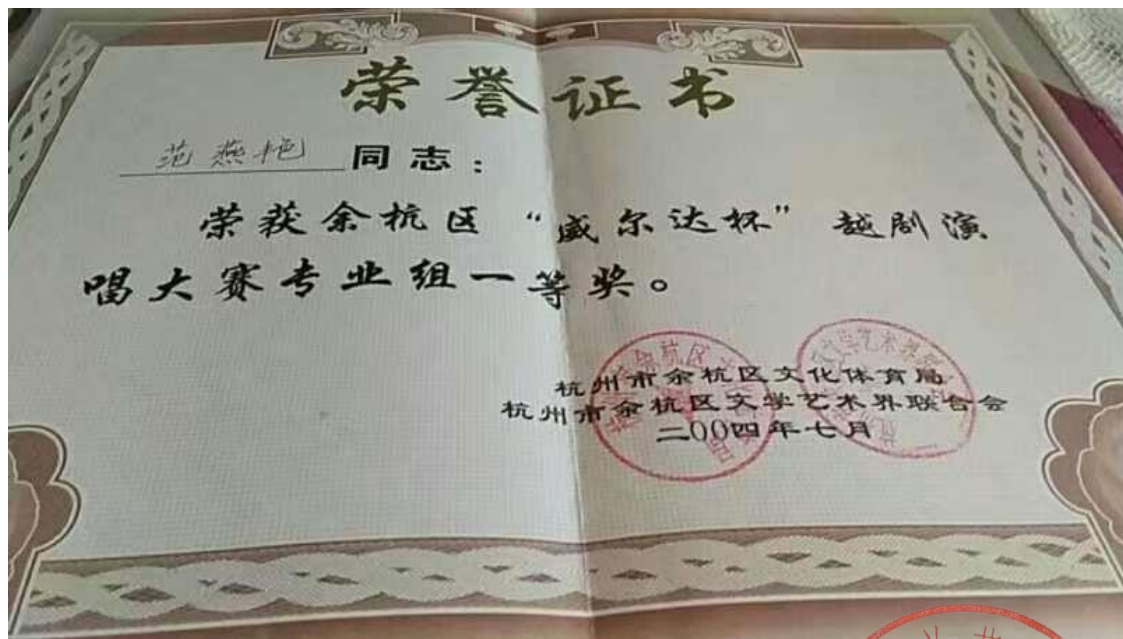 荣誉证书
范燕艳 同志：
荣获余杭区“威尔达杯”越剧演
唱大赛专业组一等奖。
杭州市余杭区文化体育局
杭州市余杭区文学艺术界联合会
二00四年七月